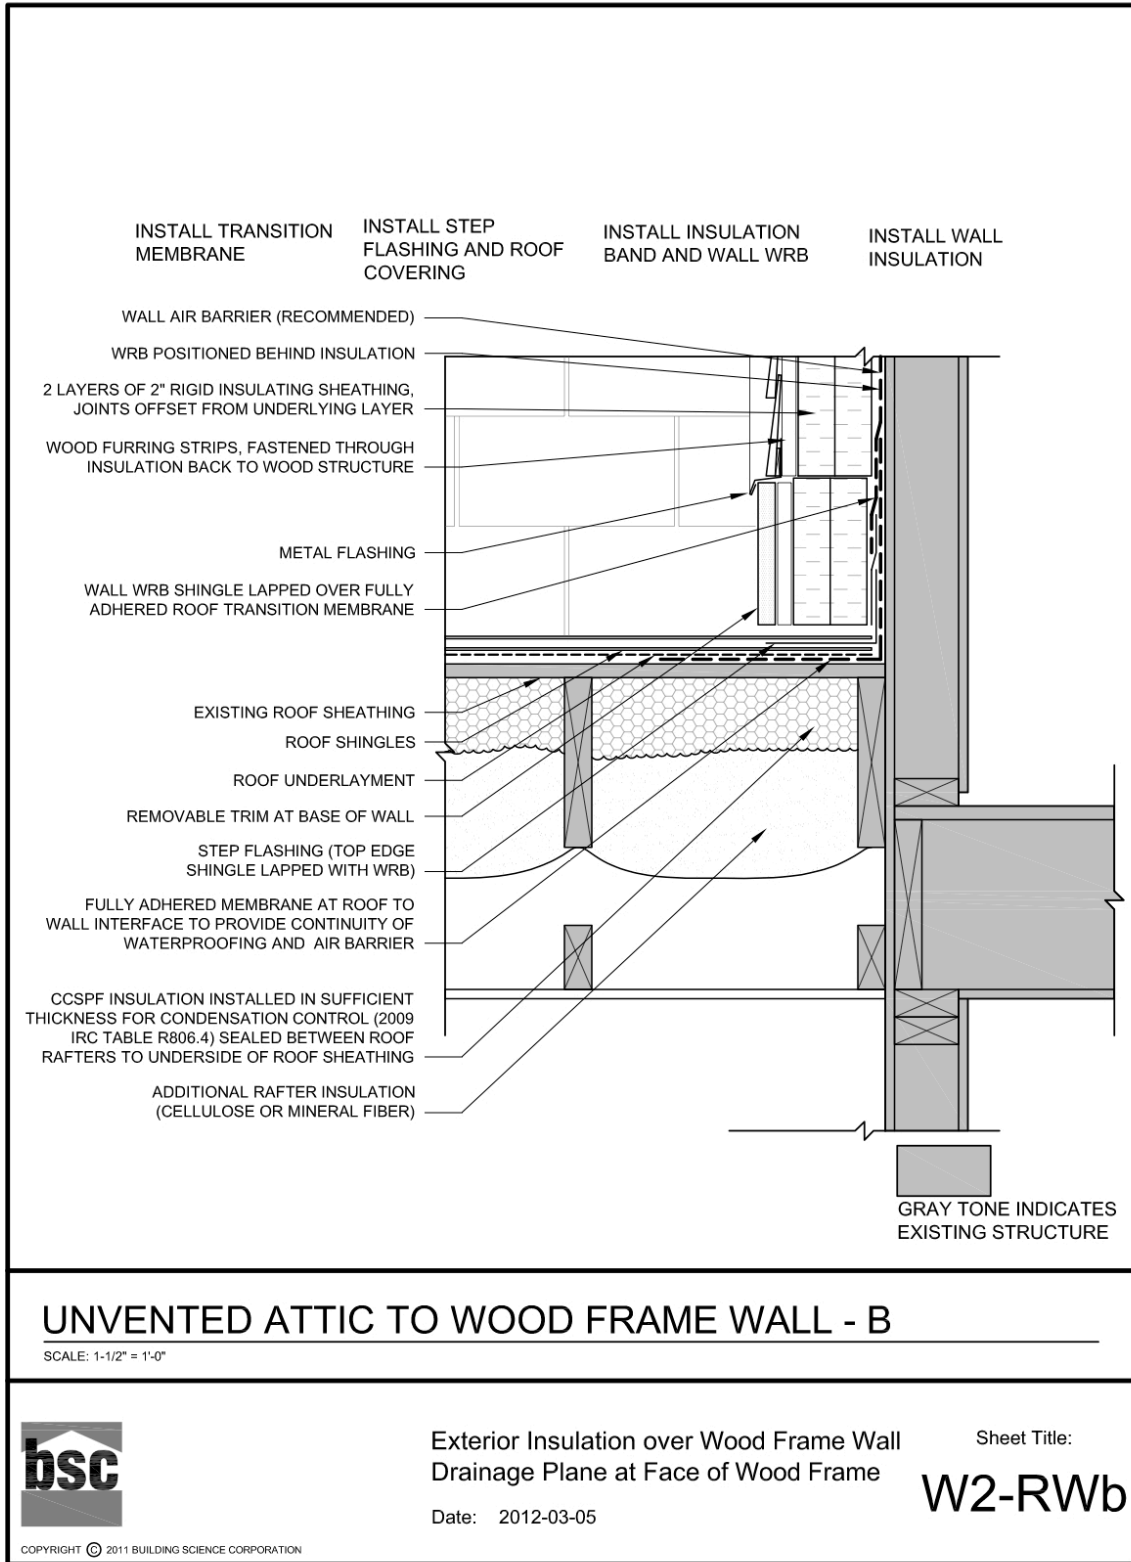 INSTALL TRANSITION
MEMBRANE
INSTALL STEP
FLASHING AND ROOF
COVERING
INSTALL INSULATION
BAND AND WALL WRB
INSTALL WALL
INSULATION
WALL AIR BARRIER (RECOMMENDED)
WRB POSITIONED BEHIND INSULATION
2 LAYERS OF 2" RIGID INSULATING SHEATHING,
JOINTS OFFSET FROM UNDERLYING LAYER
WOOD FURRING STRIPS, FASTENED THROUGH
INSULATION BACK TO WOOD STRUCTURE
METAL FLASHING
WALL WRB SHINGLE LAPPED OVER FULLY
ADHERED ROOF TRANSITION MEMBRANE
EXISTING ROOF SHEATHING
ROOF SHINGLES
ROOF UNDERLAYMENT
REMOVABLE TRIM AT BASE OF WALL
STEP FLASHING (TOP EDGE
SHINGLE LAPPED WITH WRB)
FULLY ADHERED MEMBRANE AT ROOF TO
WALL INTERFACE TO PROVIDE CONTINUITY OF
WATERPROOFING AND AIR BARRIER
CCSPF INSULATION INSTALLED IN SUFFICIENT
THICKNESS FOR CONDENSATION CONTROL (2009
IRC TABLE R806.4) SEALED BETWEEN ROOF
RAFTERS TO UNDERSIDE OF ROOF SHEATHING
ADDITIONAL RAFTER INSULATION
(CELLULOSE OR MINERAL FIBER)
GRAY TONE INDICATES
EXISTING STRUCTURE
UNVENTED ATTIC TO WOOD FRAME WALL - B
SCALE: 1-1/2" = 1'-0"
bsc
COPYRIGHT © 2011 BUILDING SCIENCE CORPORATION
Exterior Insulation over Wood Frame Wall
Drainage Plane at Face of Wood Frame
Date: 2012-03-05
Sheet Title:
W2-RWb